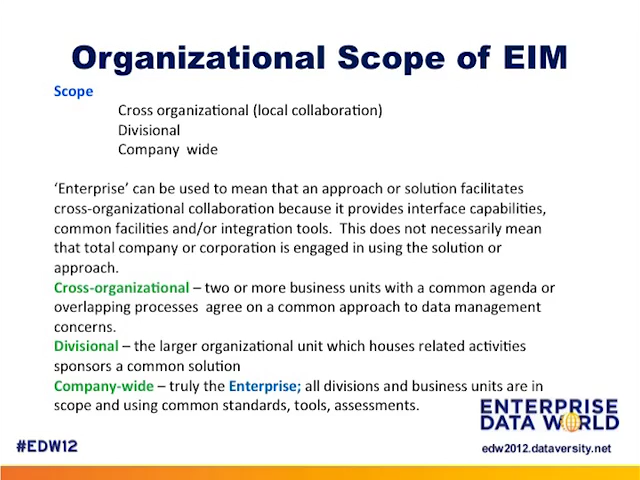 Organizational Scope of EIM
Scope
Cross organizational (local collaboration)
Divisional
Company  wide
‘Enterprise’ can be used to mean that an approach or solution facilitates
cross-organizational collaboration because it provides interface capabilities,
common facilities and/or integration tools.  This does not necessarily mean
that total company or corporation is engaged in using the solution or
approach.
Cross-organizational – two or more business units with a common agenda or
overlapping processes  agree on a common approach to data management
concerns.
Divisional – the larger organizational unit which houses related activities
sponsors a common solution
Company-wide – truly the Enterprise; all divisions and business units are in
scope and using common standards, tools, assessments.
ENTERPRISE
DATA WORLD
#EDW12
edw2012.dataversity.net